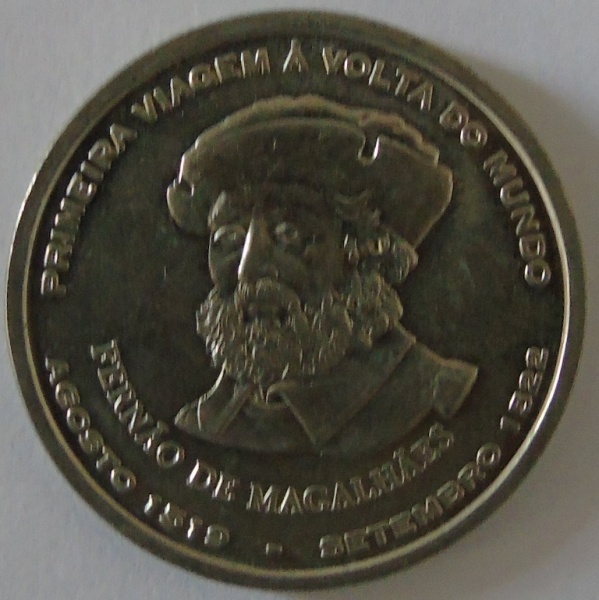 PRIMEIRA VIAGEM À VOLTA DO MUNDO
FERNÃO DE MAGALHÃES
AGOSTO 1519 - SETEMBRO 1522